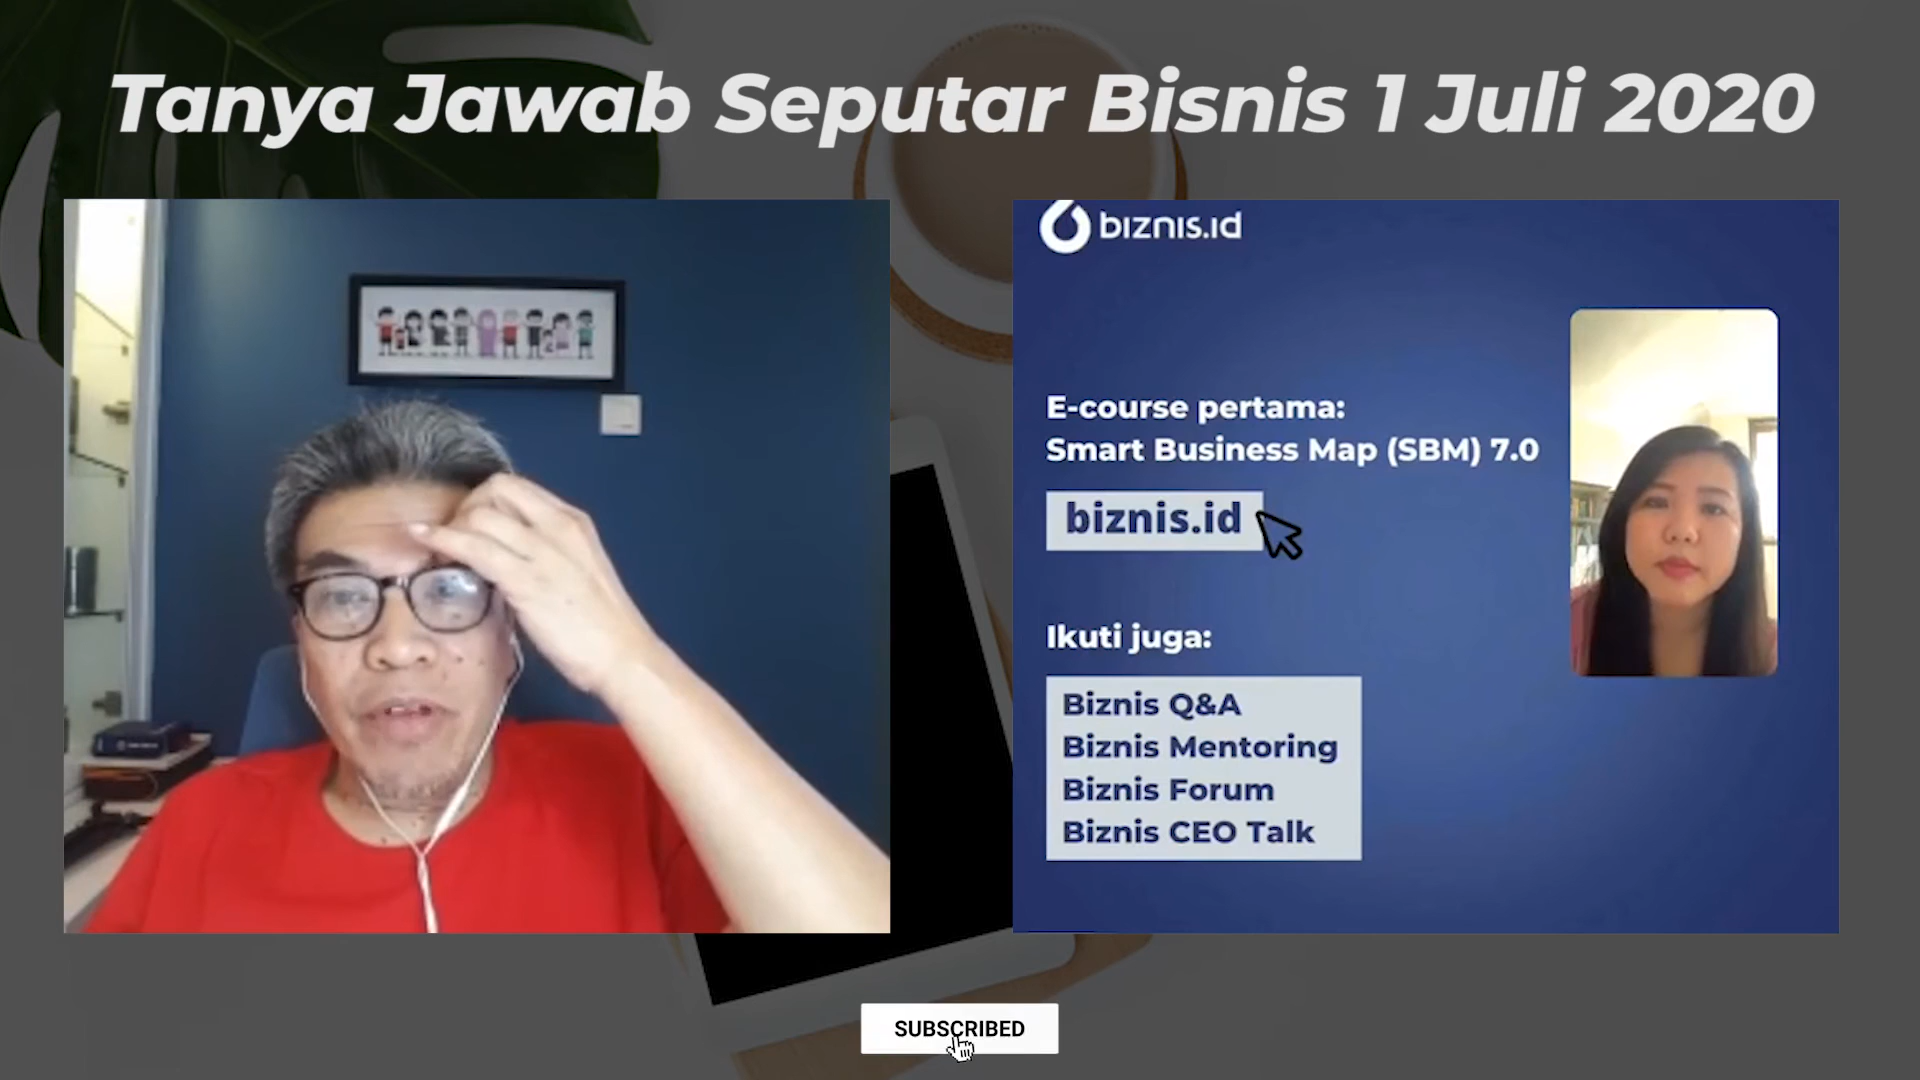 Tanya Jawab Seputar Bisnis 1 Juli 2020
biznis.id
E-course pertama:
Smart Business Map (SBM) 7.0
biznis.id
Ikuti juga:
Biznis Q&A
Biznis Mentoring
Biznis Forum
Biznis CEO Talk
SUBSCRIBED